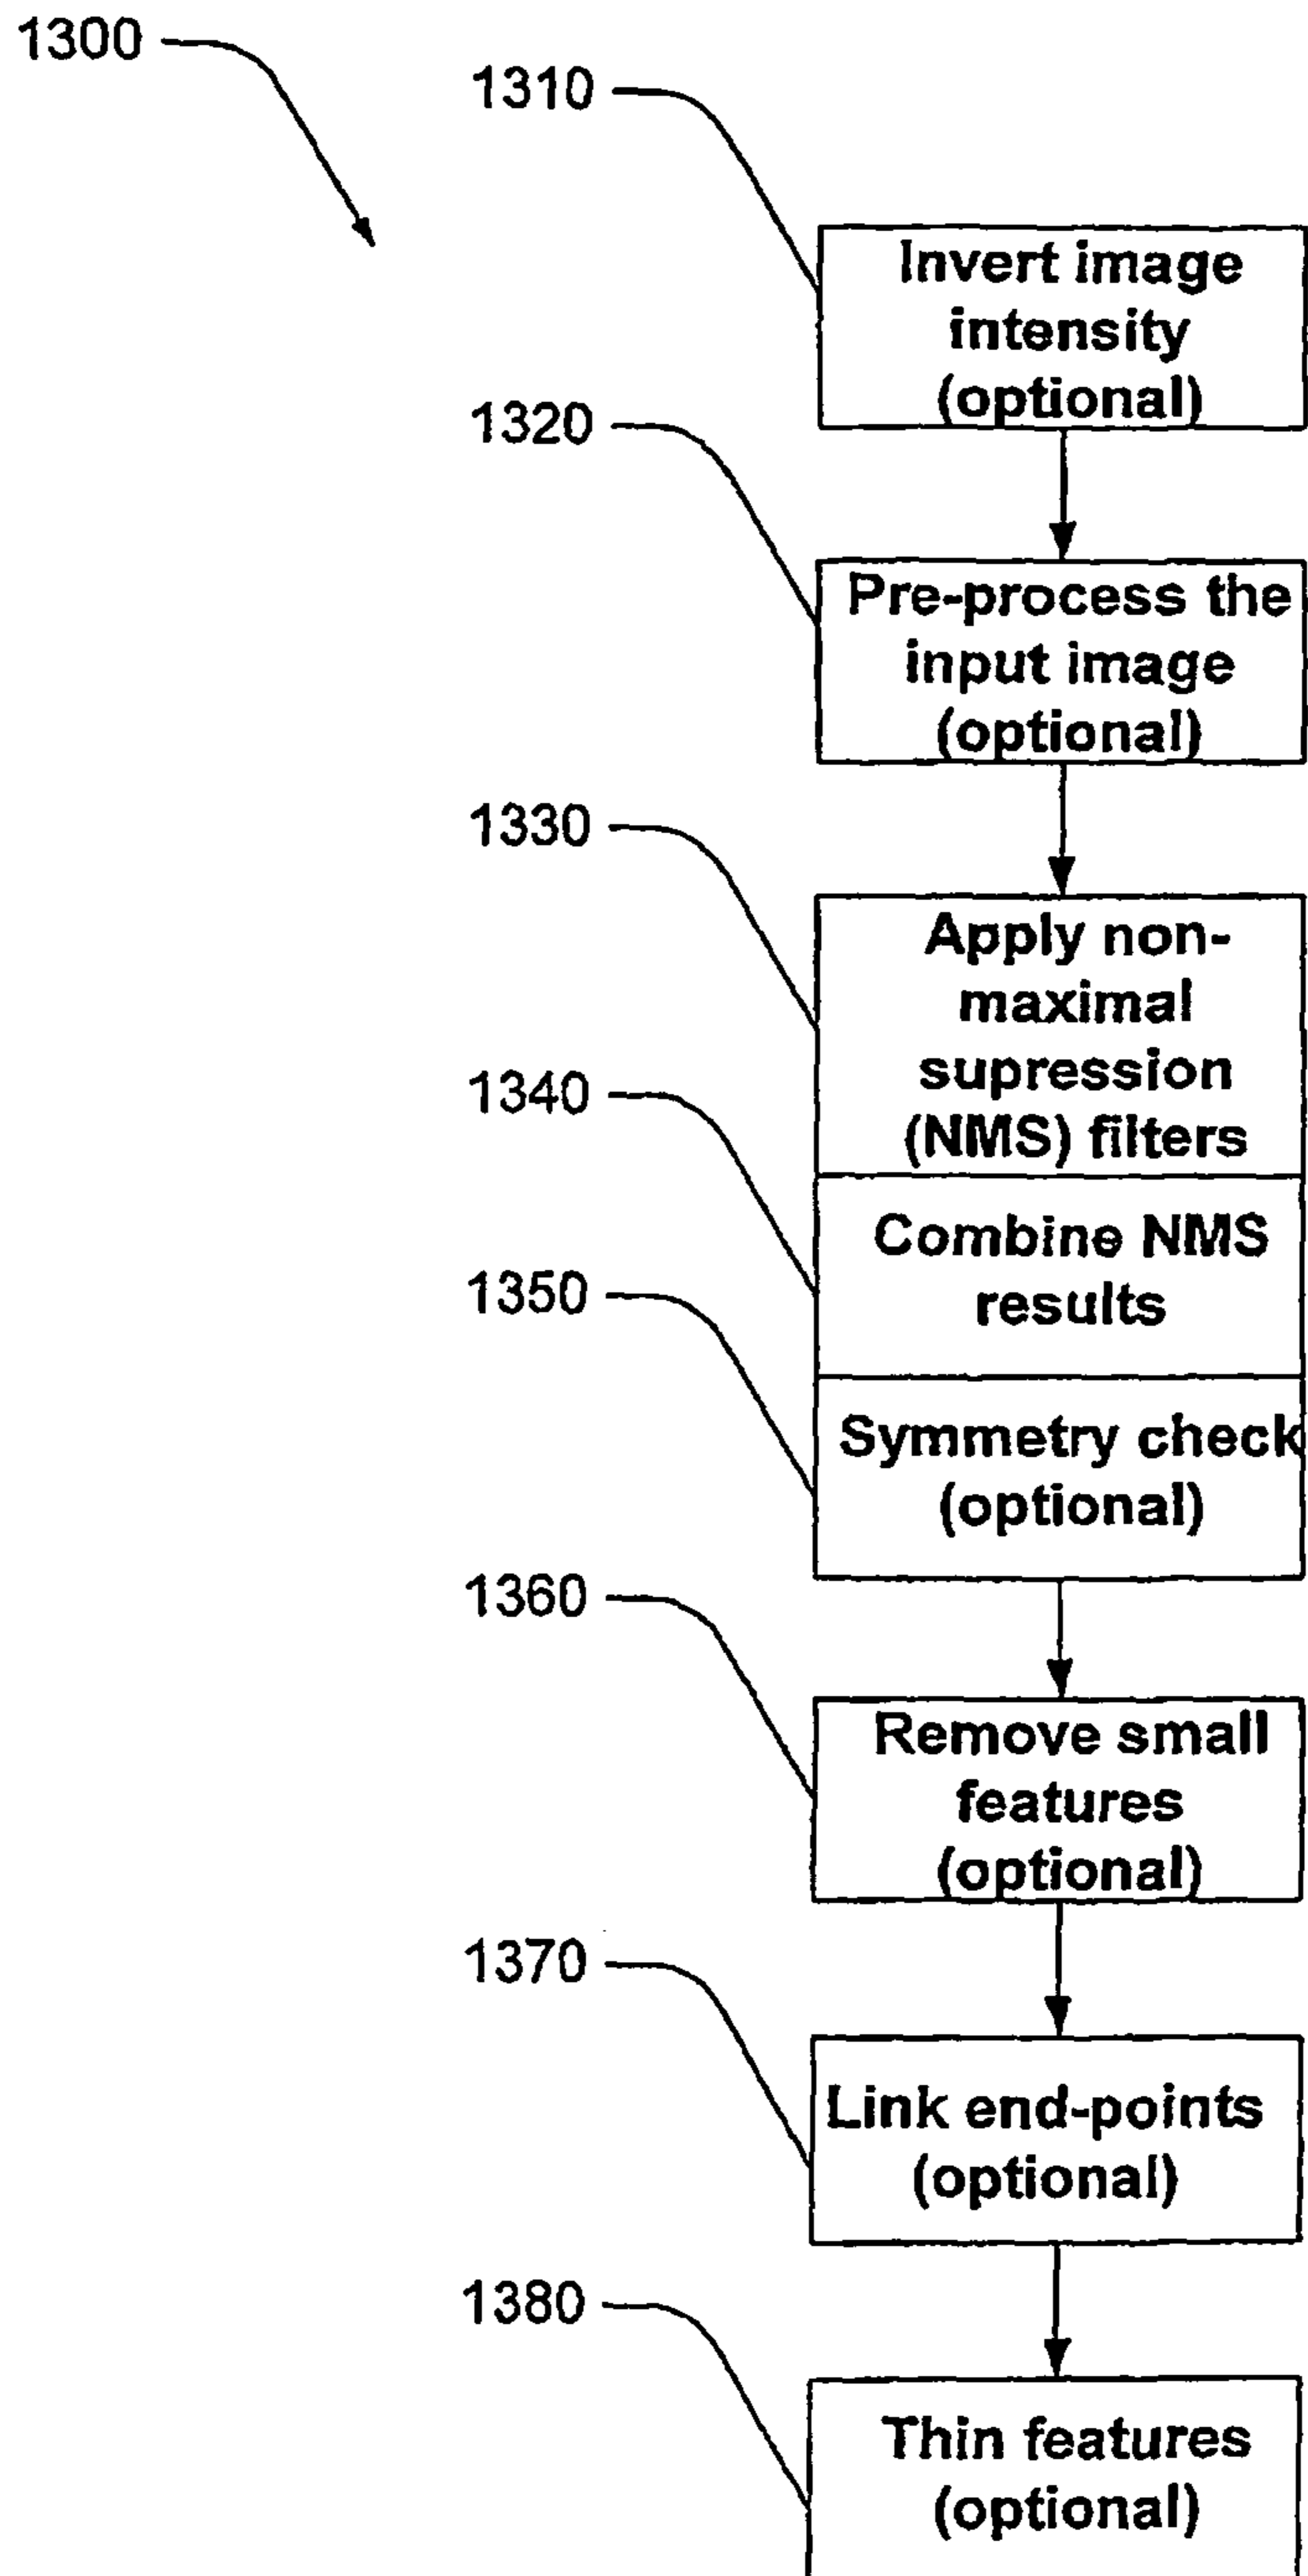 1300
1310
Invert image
intensity
(optional)
1320
Pre-process the
input image
(optional)
1330
Apply non-
maximal
supression
(NMS) filters
1340
Combine NMS
results
1350
Symmetry check
(optional)
1360
Remove small
features
(optional)
1370
Link end-points
(optional)
1380
Thin features
(optional)